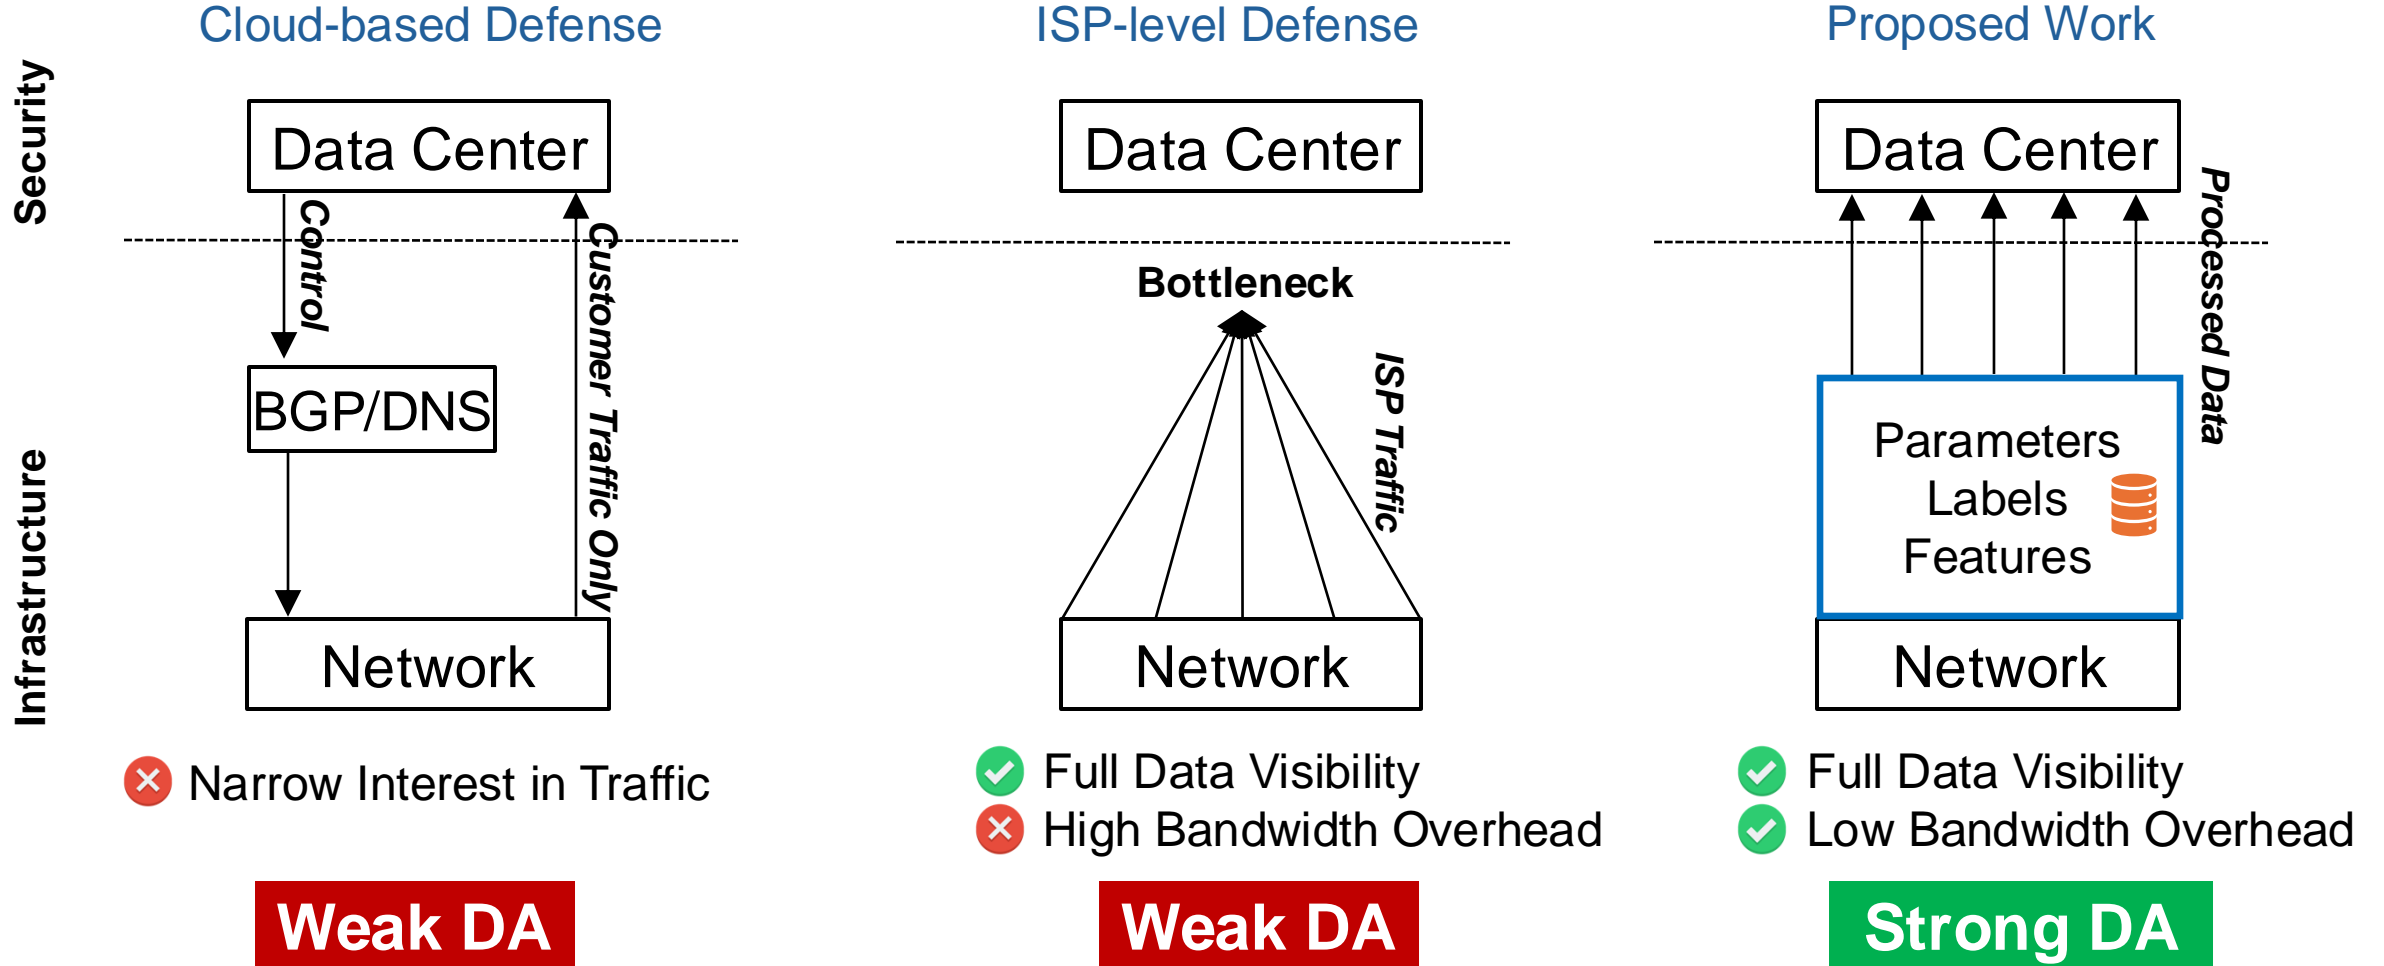 Cloud-based Defense
ISP-level Defense
Proposed Work
Security
Infrastructure
Data Center
Control
Customer Traffic Only
BGP/DNS
Network
Narrow Interest in Traffic
Weak DA
Data Center
Bottleneck
ISP Traffic
Network
Full Data Visibility
High Bandwidth Overhead
Weak DA
Data Center
Processed Data
Parameters
Labels
Features
Network
Full Data Visibility
Low Bandwidth Overhead
Strong DA